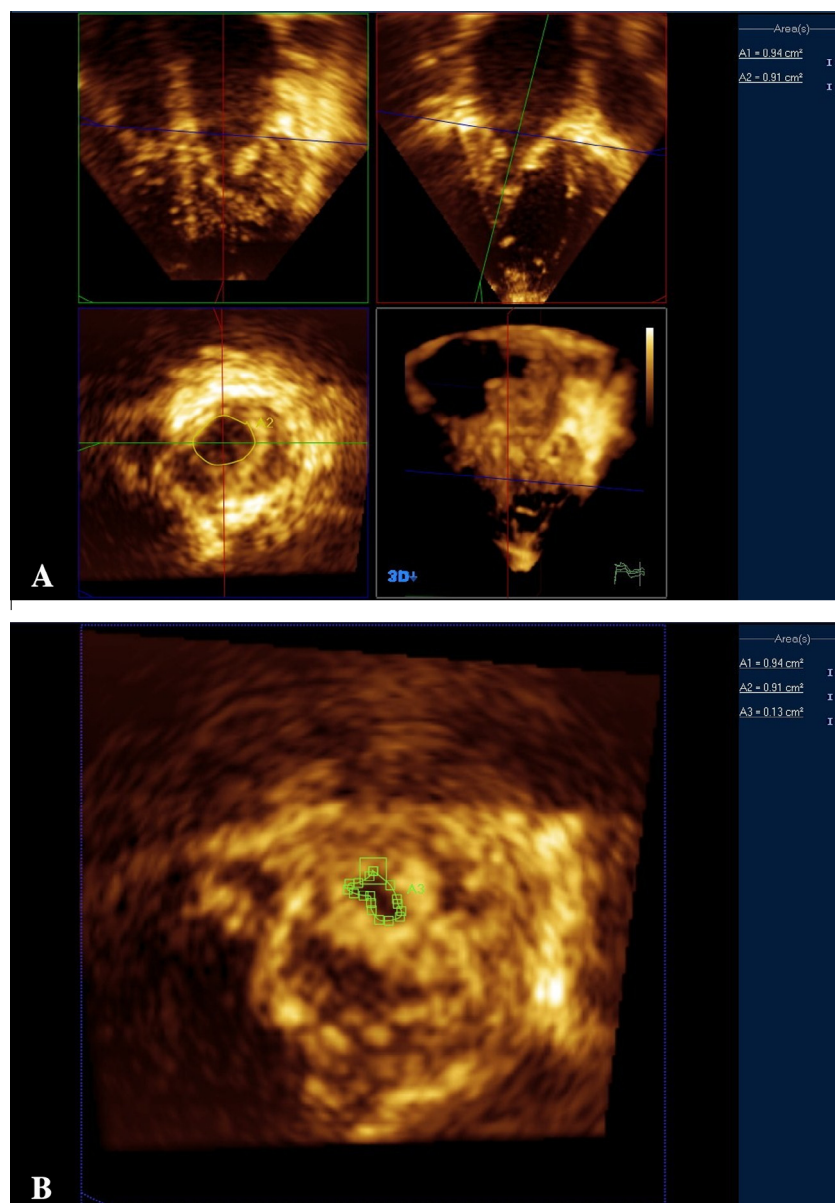 Area(s)
A1 = 0.94 cm²
I
A2 = 0.91 cm²
I
A2
3D
A
Area(s)
A1 = 0.94 cm²
I
A2 = 0.91 cm²
I
A3 = 0.13 cm²
I
A3
B